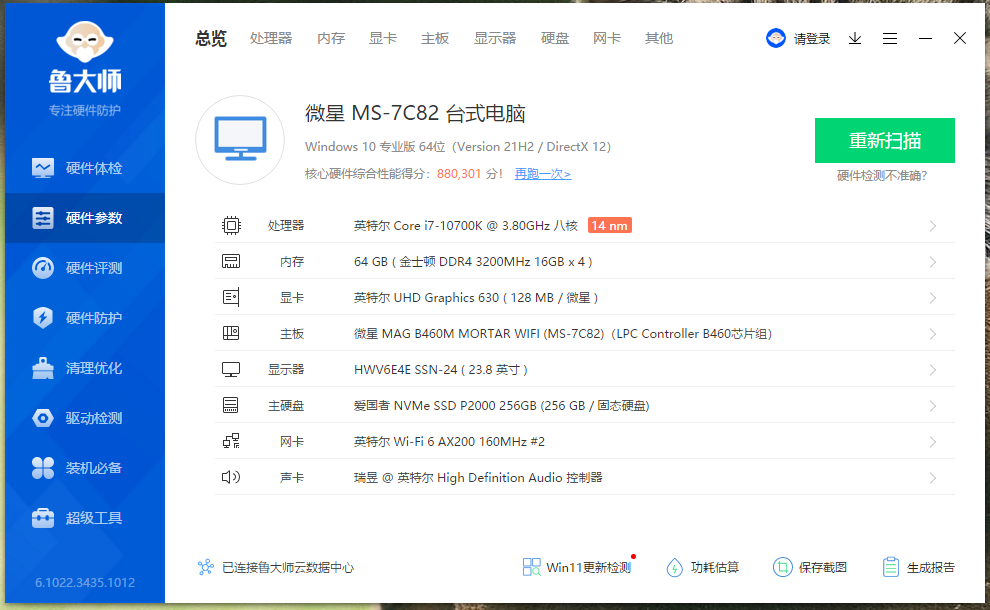 鲁大师
专注硬件防护
硬件体检
硬件参数
硬件评测
硬件防护
清理优化
驱动检测
装机必备
超级工具
6.1022.3435.1012
总览 处理器 内存 显卡 主板 显示器 硬盘 网卡 其他 请登录
微星 MS-7C82 台式电脑
Windows 10 专业版 64位（Version 21H2 / DirectX 12）
核心硬件综合性能得分：880,301 分！ 再跑一次>
重新扫描
硬件检测不准确?
处理器 英特尔 Core i7-10700K @ 3.80GHz 八核 14 nm
内存 64 GB ( 金士顿 DDR4 3200MHz 16GB x 4 )
显卡 英特尔 UHD Graphics 630 ( 128 MB / 微星 )
主板 微星 MAG B460M MORTAR WIFI (MS-7C82)（LPC Controller B460芯片组）
显示器 HWV6E4E SSN-24 ( 23.8 英寸 )
主硬盘 爱国者 NVMe SSD P2000 256GB (256 GB / 固态硬盘)
网卡 英特尔 Wi-Fi 6 AX200 160MHz #2
声卡 瑞昱 @ 英特尔 High Definition Audio 控制器
已连接鲁大师云数据中心 Win11更新检测 功耗估算 保存截图 生成报告